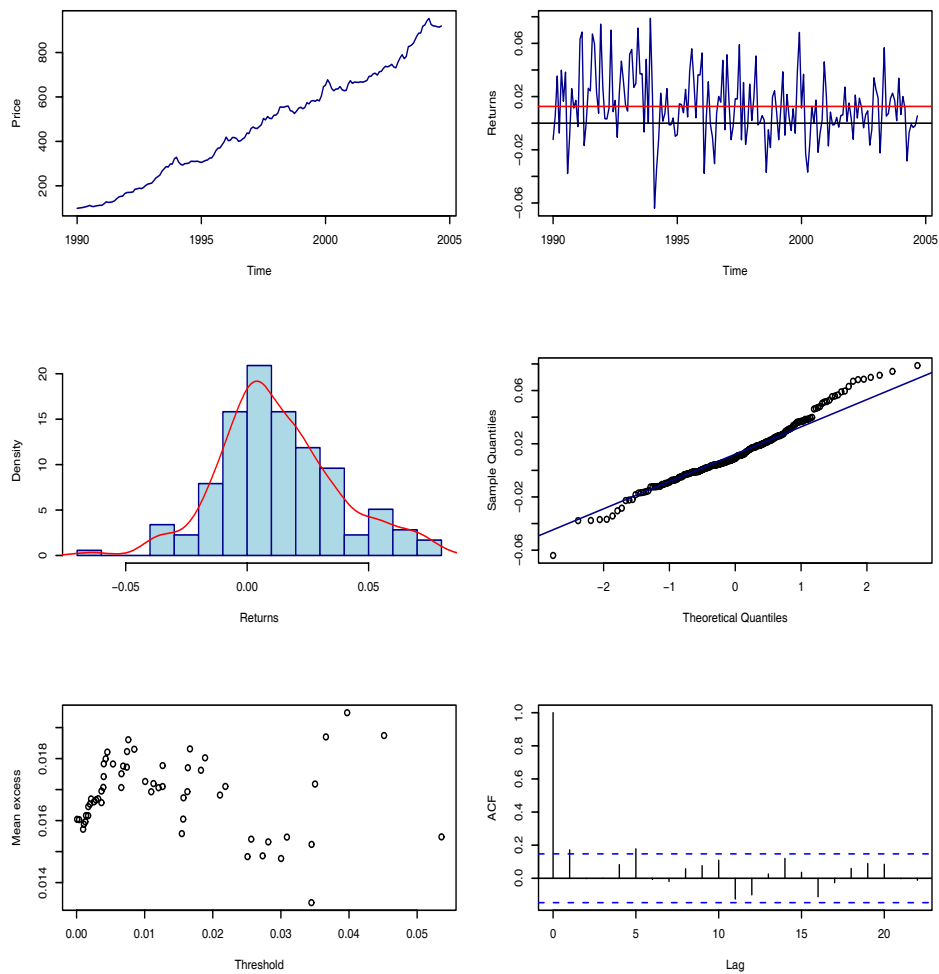 Price
200 400 600 800
1990 1995 2000 2005
Time
Returns
−0.06 −0.02 0.02 0.06
1990 1995 2000 2005
Time
Density
0 5 10 15 20
−0.05 0.00 0.05
Returns
Sample Quantiles
−0.06 −0.02 0.02 0.06
−2 −1 0 1 2
Theoretical Quantiles
Mean excess
0.014 0.016 0.018
0.00 0.01 0.02 0.03 0.04 0.05
Threshold
ACF
0.0 0.2 0.4 0.6 0.8 1.0
0 5 10 15 20
Lag